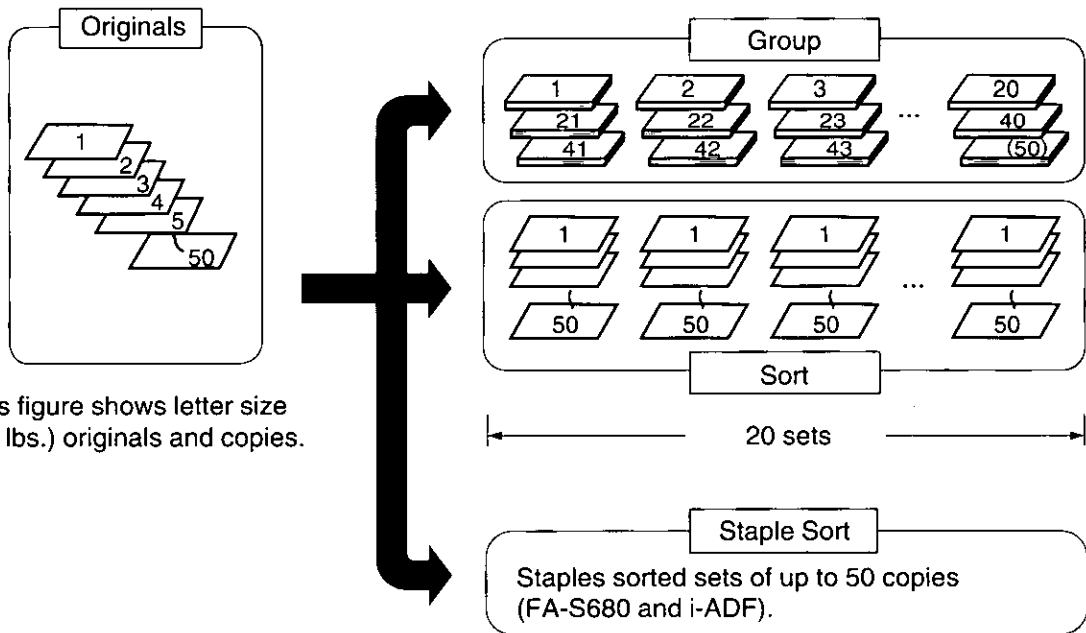 Originals
1
2
3
4
5
50
s figure shows letter size
lbs.) originals and copies.
Group
1 2 3 20
21 22 23 ... 40
41 42 43 (50)
1 1 1 1
...
50 50 50 50
Sort
20 sets
Staple Sort
Staples sorted sets of up to 50 copies
(FA-S680 and i-ADF).